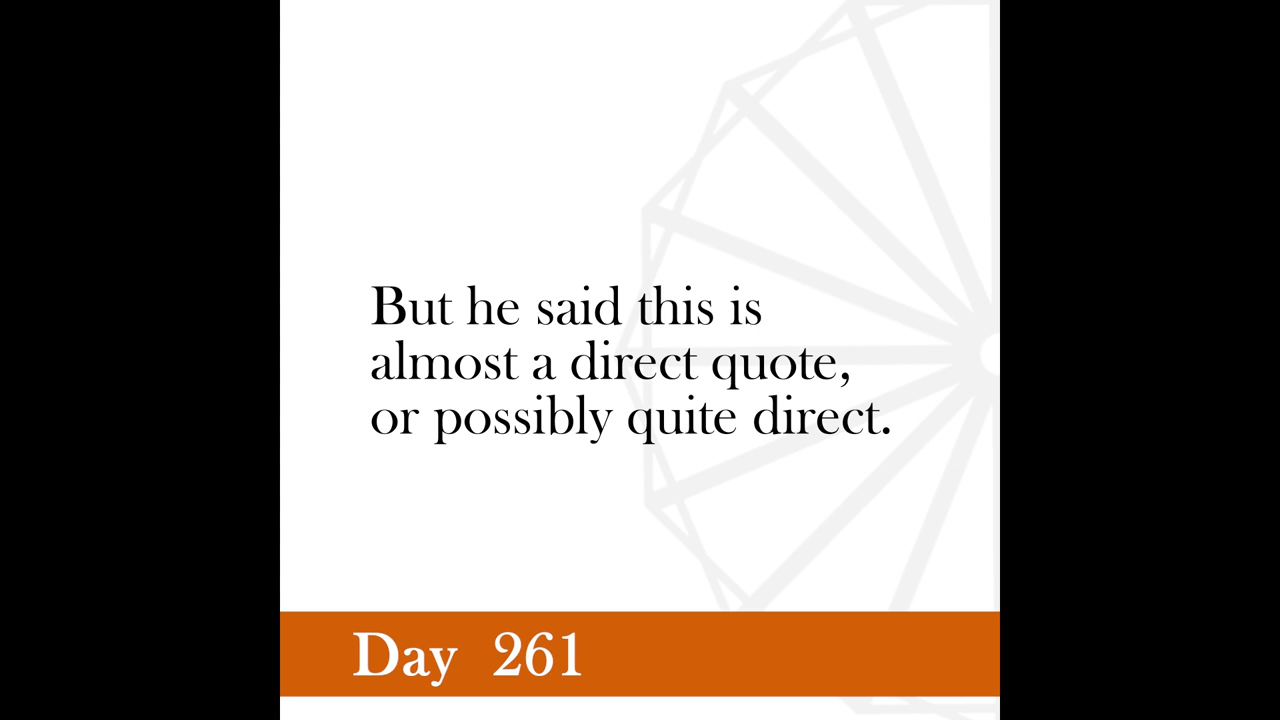 But he said this is
almost a direct quote,
or possibly quite direct.
Day 261